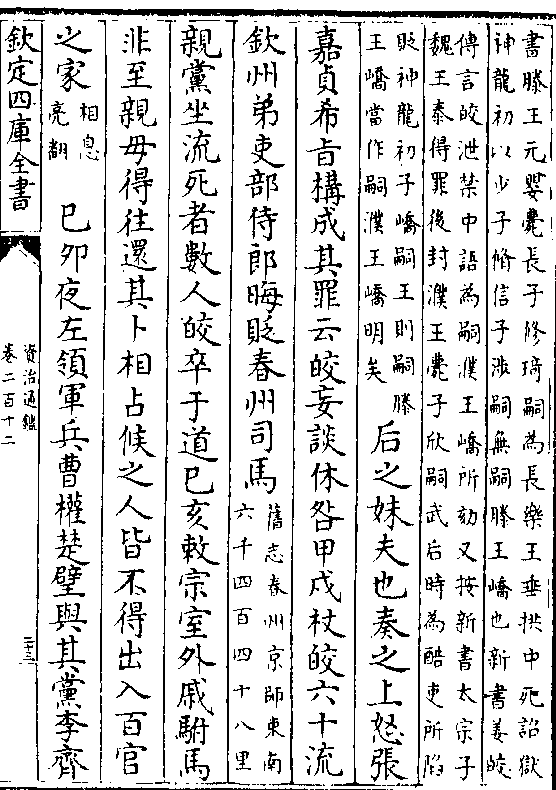 書滕王元嬰薨長子修琦嗣為長樂王垂拱中死詔獄
神龍初以少子脩信子涉嗣無嗣滕王嶠也新書姜皎
傳言皎泄禁中語為嗣濮王嶠所劾又按新書太宗子
魏王泰得罪後封濮王薨子欣嗣武后時為酷吏所陷
貶神龍初子嶠嗣王則嗣滕
王嶠當作嗣濮王嶠明矣
后之妹夫也奏之上怒張
嘉貞希旨構成其罪云皎妄談休咎甲戌杖皎六十流
欽州弟吏部侍郎晦貶春州司馬
舊志春州京師東南
六千四百四十八里
親黨坐流死者數人皎卒于道己亥敕宗室外戚駙馬
非至親毋得往還其卜相占候之人皆不得出入百官
之家
相息
亮翻
己卯夜左領軍兵曹權楚璧與其黨李齊
欽定四庫全書
資治通鑑
卷二百十二
二十三